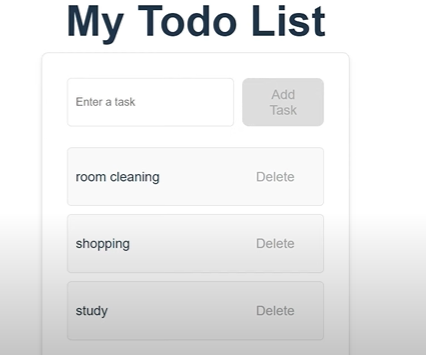 My Todo List
Enter a task
Add
Task
room cleaning Delete
shopping Delete
study Delete